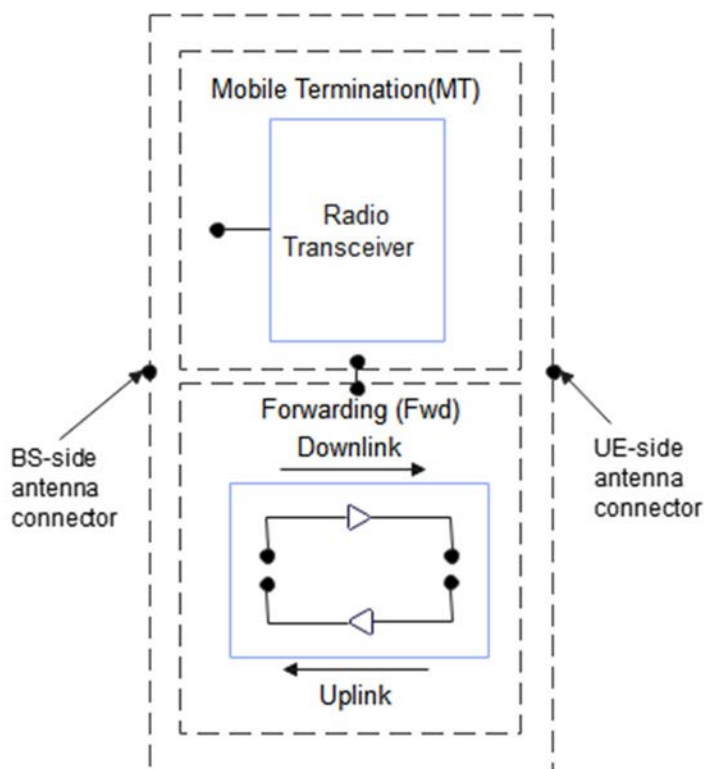 Mobile Termination(MT)
Radio
Transceiver
Forwarding (Fwd)
Downlink
BS-side
antenna
connector
UE-side
antenna
connector
Uplink